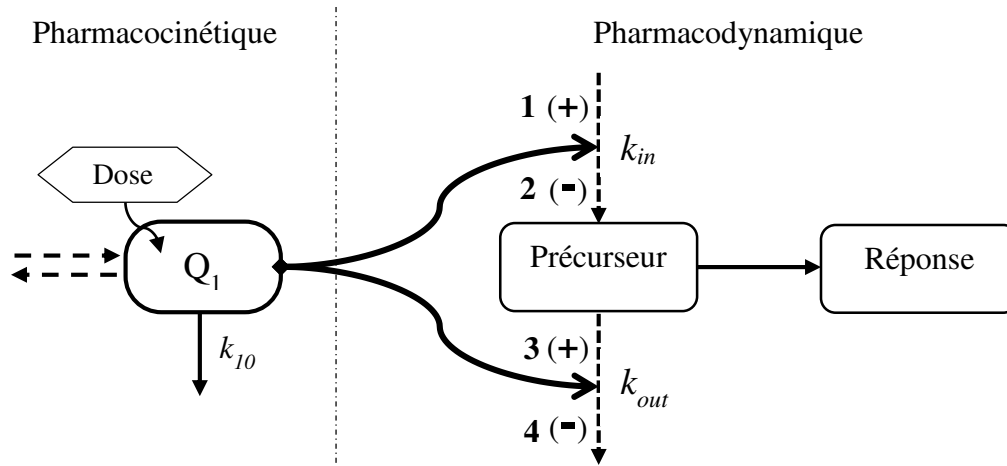 Pharmacocinétique
Pharmacodynamique
1 (+)
k_in
Dose
2 (-)
Q_1
Précurseur
Réponse
k_10
3 (+)
k_out
4 (-)